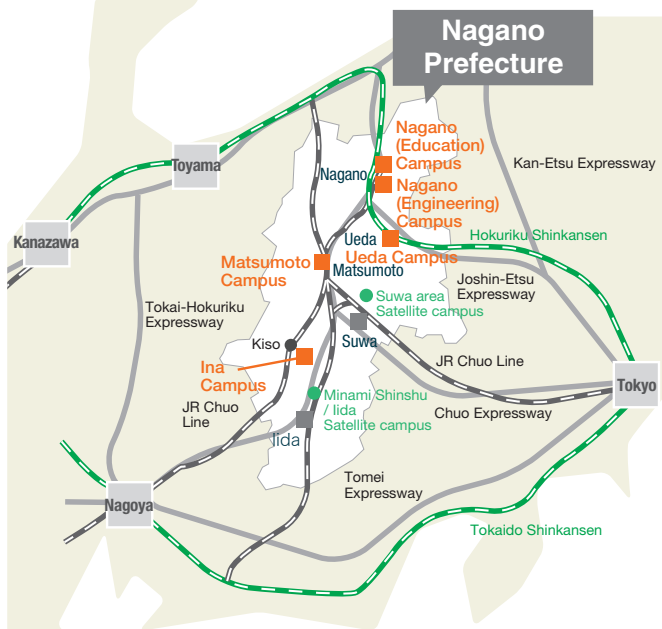 Nagano
Prefecture
Nagano
(Education)
Campus
Toyama
Kan-Etsu Expressway
Nagano
Nagano
(Engineering)
Campus
Kanazawa
Ueda
Hokuriku Shinkansen
Ueda Campus
Matsumoto
Campus
Matsumoto
Joshin-Etsu
Expressway
Suwa area
Satellite campus
Tokai-Hokuriku
Expressway
Kiso
Suwa
JR Chuo Line
Ina
Campus
Tokyo
Minami Shinshu
/ Iida
Satellite campus
JR Chuo
Line
Chuo Expressway
Iida
Tomei
Expressway
Nagoya
Tokaido Shinkansen